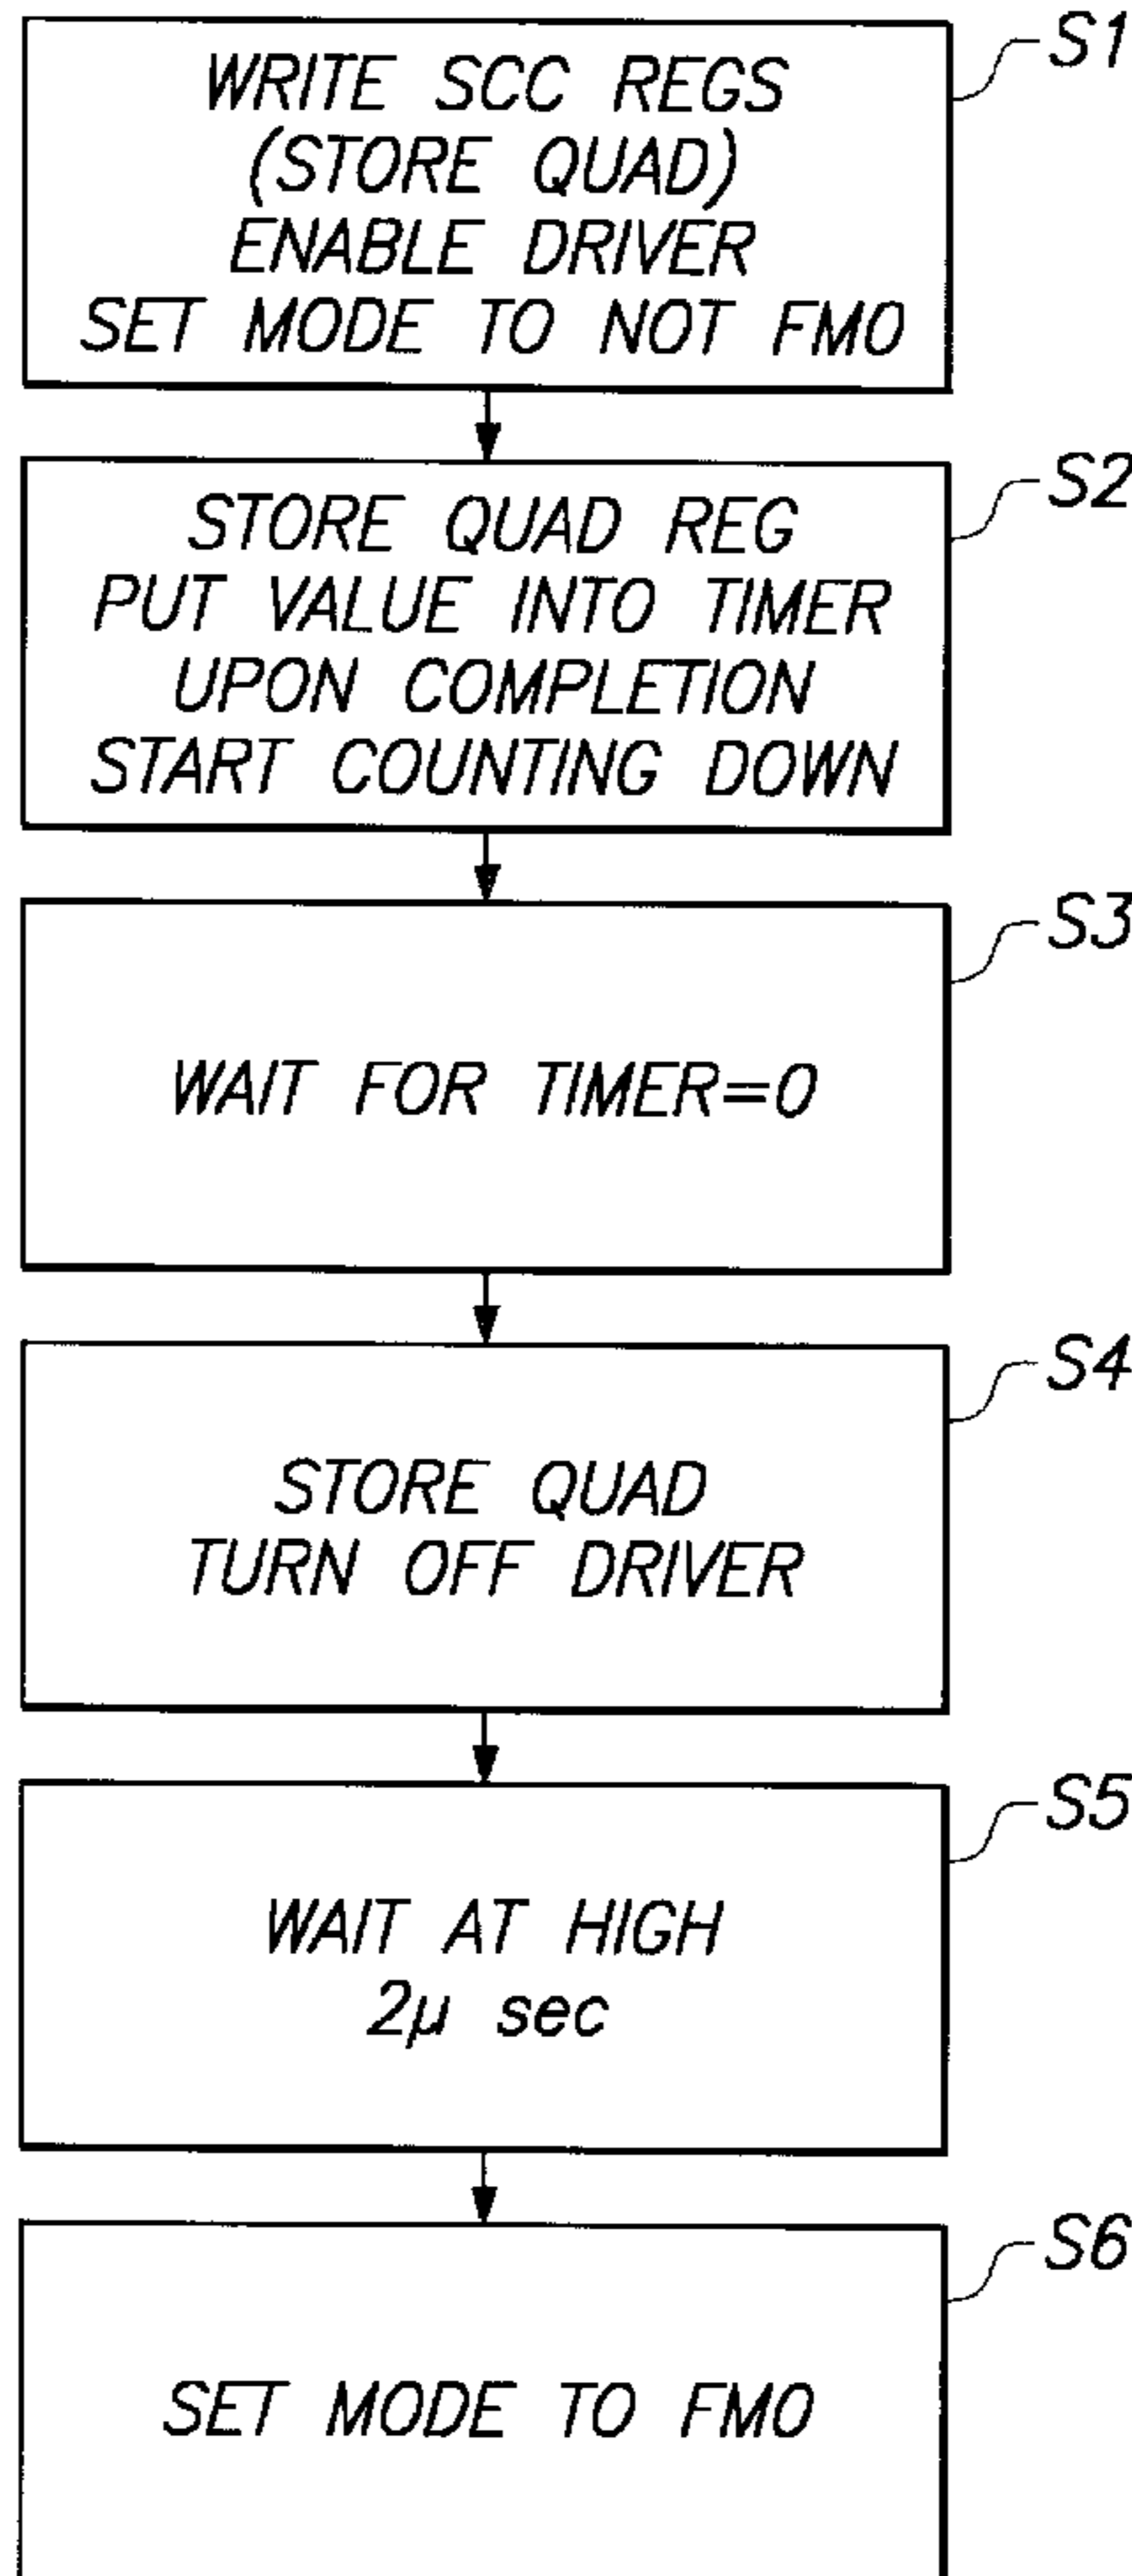 WRITE SCC REGS
(STORE QUAD)
ENABLE DRIVER
SET MODE TO NOT FM0
S1
STORE QUAD REG
PUT VALUE INTO TIMER
UPON COMPLETION
START COUNTING DOWN
S2
WAIT FOR TIMER=0
S3
STORE QUAD
TURN OFF DRIVER
S4
WAIT AT HIGH
2μ sec
S5
SET MODE TO FM0
S6